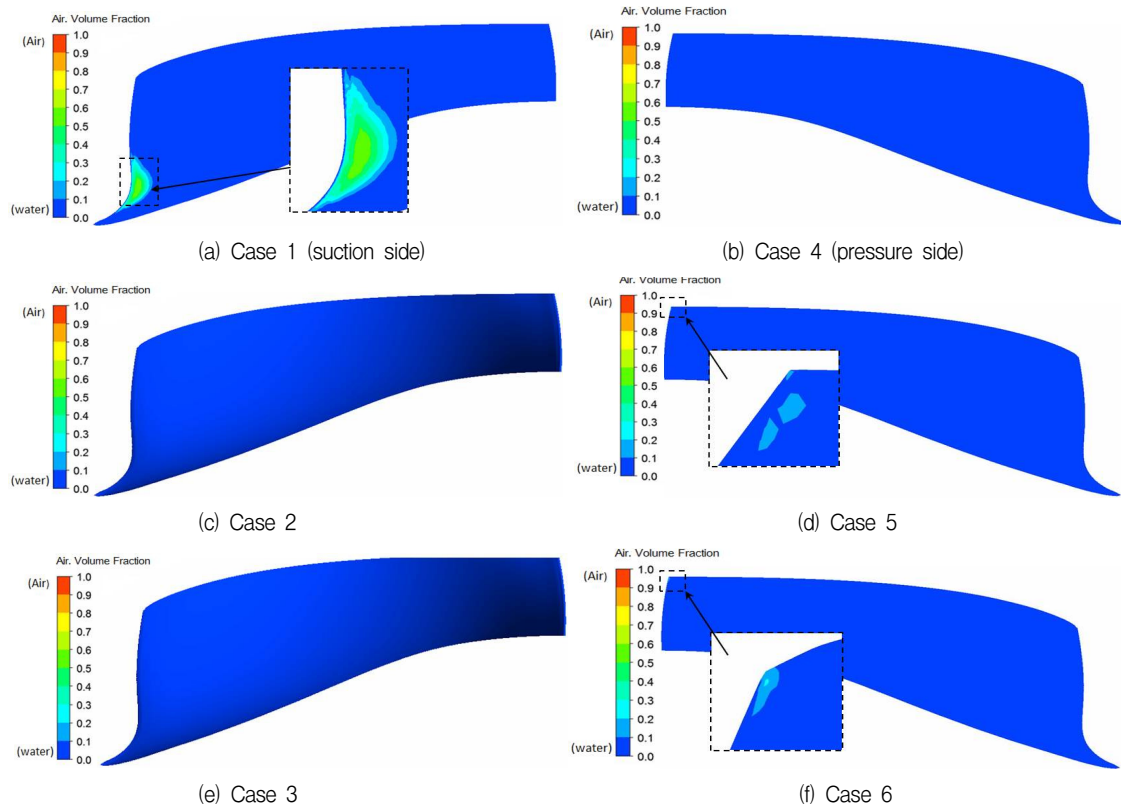 Air. Volume Fraction
(Air)
1.0
0.9
0.8
0.7
0.6
0.5
0.4
0.3
0.2
0.1
(water)
0.0
(a) Case 1 (suction side)
Air. Volume Fraction
(Air)
1.0
0.9
0.8
0.7
0.6
0.5
0.4
0.3
0.2
0.1
(water)
0.0
(b) Case 4 (pressure side)
Air. Volume Fraction
(Air)
1.0
0.9
0.8
0.7
0.6
0.5
0.4
0.3
0.2
0.1
(water)
0.0
(c) Case 2
Air. Volume Fraction
(Air)
1.0
0.9
0.8
0.7
0.6
0.5
0.4
0.3
0.2
0.1
(water)
0.0
(d) Case 5
Air. Volume Fraction
(Air)
1.0
0.9
0.8
0.7
0.6
0.5
0.4
0.3
0.2
0.1
(water)
0.0
(e) Case 3
Air. Volume Fraction
(Air)
1.0
0.9
0.8
0.7
0.6
0.5
0.4
0.3
0.2
0.1
(water)
0.0
(f) Case 6